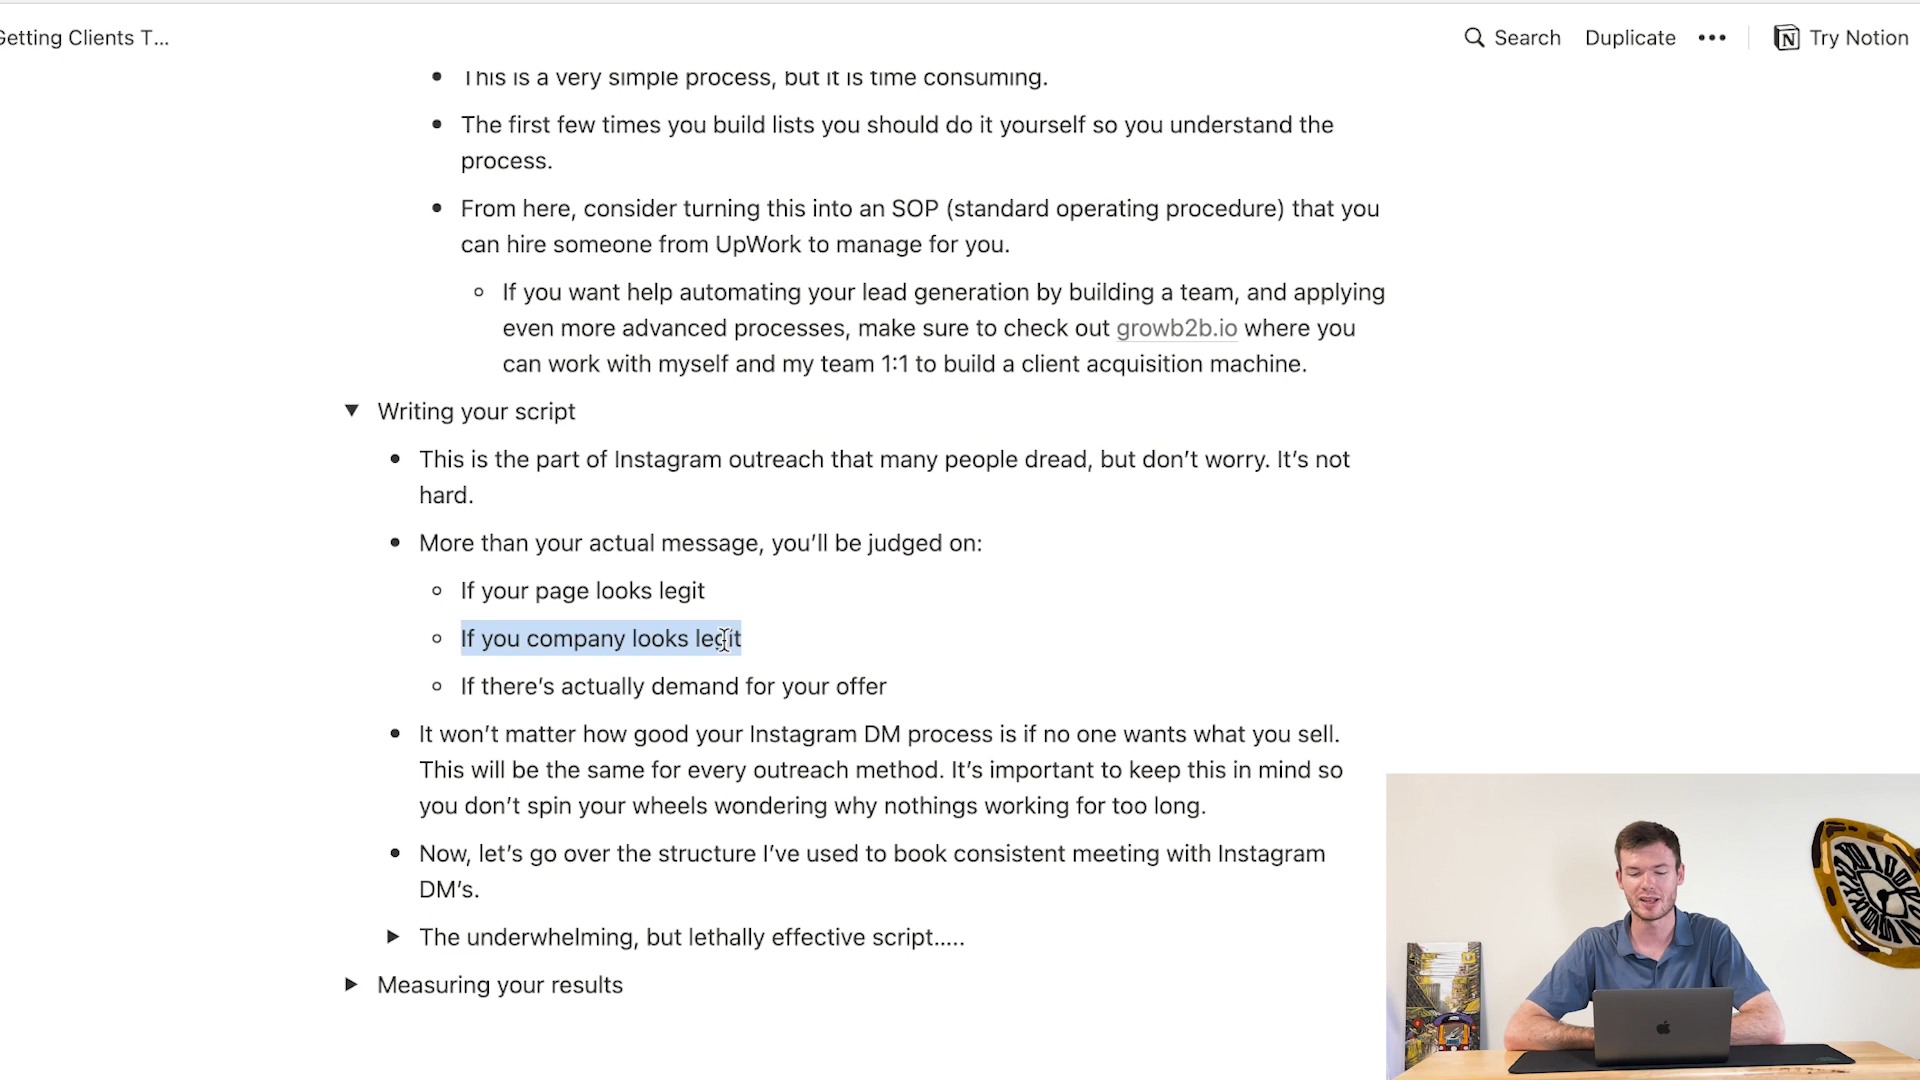 Getting Clients T...
Search Duplicate ••• Try Notion
This is a very simple process, but it is time consuming.
The first few times you build lists you should do it yourself so you understand the
process.
From here, consider turning this into an SOP (standard operating procedure) that you
can hire someone from UpWork to manage for you.
If you want help automating your lead generation by building a team, and applying
even more advanced processes, make sure to check out growb2b.io where you
can work with myself and my team 1:1 to build a client acquisition machine.
Writing your script
This is the part of Instagram outreach that many people dread, but don’t worry. It’s not
hard.
More than your actual message, you’ll be judged on:
If your page looks legit
If you company looks legit
If there’s actually demand for your offer
It won’t matter how good your Instagram DM process is if no one wants what you sell.
This will be the same for every outreach method. It’s important to keep this in mind so
you don’t spin your wheels wondering why nothings working for too long.
Now, let’s go over the structure I’ve used to book consistent meeting with Instagram
DM’s.
The underwhelming, but lethally effective script.....
Measuring your results